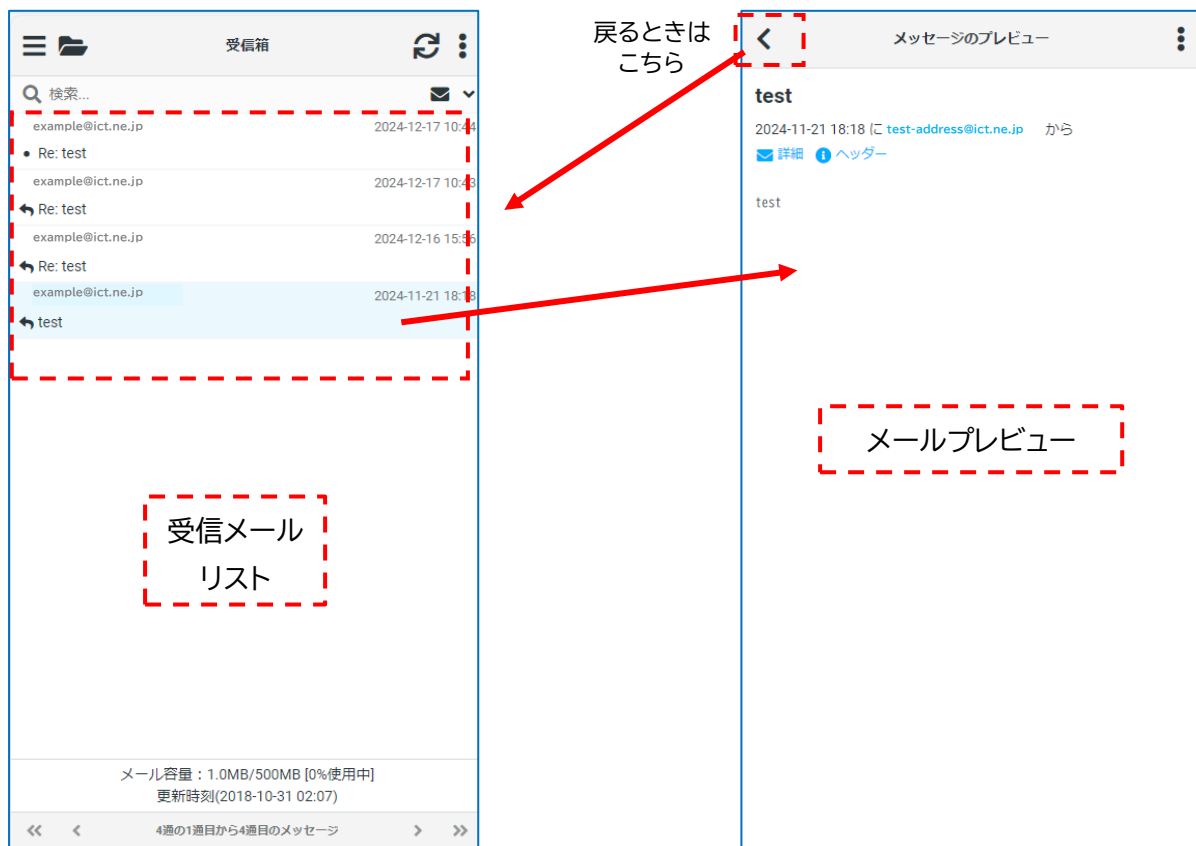 受信箱
検索...
example@ict.ne.jp 2024-12-17 10:44
• Re: test
example@ict.ne.jp 2024-12-17 10:43
Re: test
example@ict.ne.jp 2024-12-16 15:56
Re: test
example@ict.ne.jp 2024-11-21 18:18
test
受信メール
リスト
メール容量：1.0MB/500MB [0%使用中]
更新時刻(2018-10-31 02:07)
4通の1通目から4通目のメッセージ
戻るときは
こちら
メッセージのプレビュー
test
2024-11-21 18:18 に test-address@ict.ne.jp から
詳細 ヘッダー
test
メールプレビュー